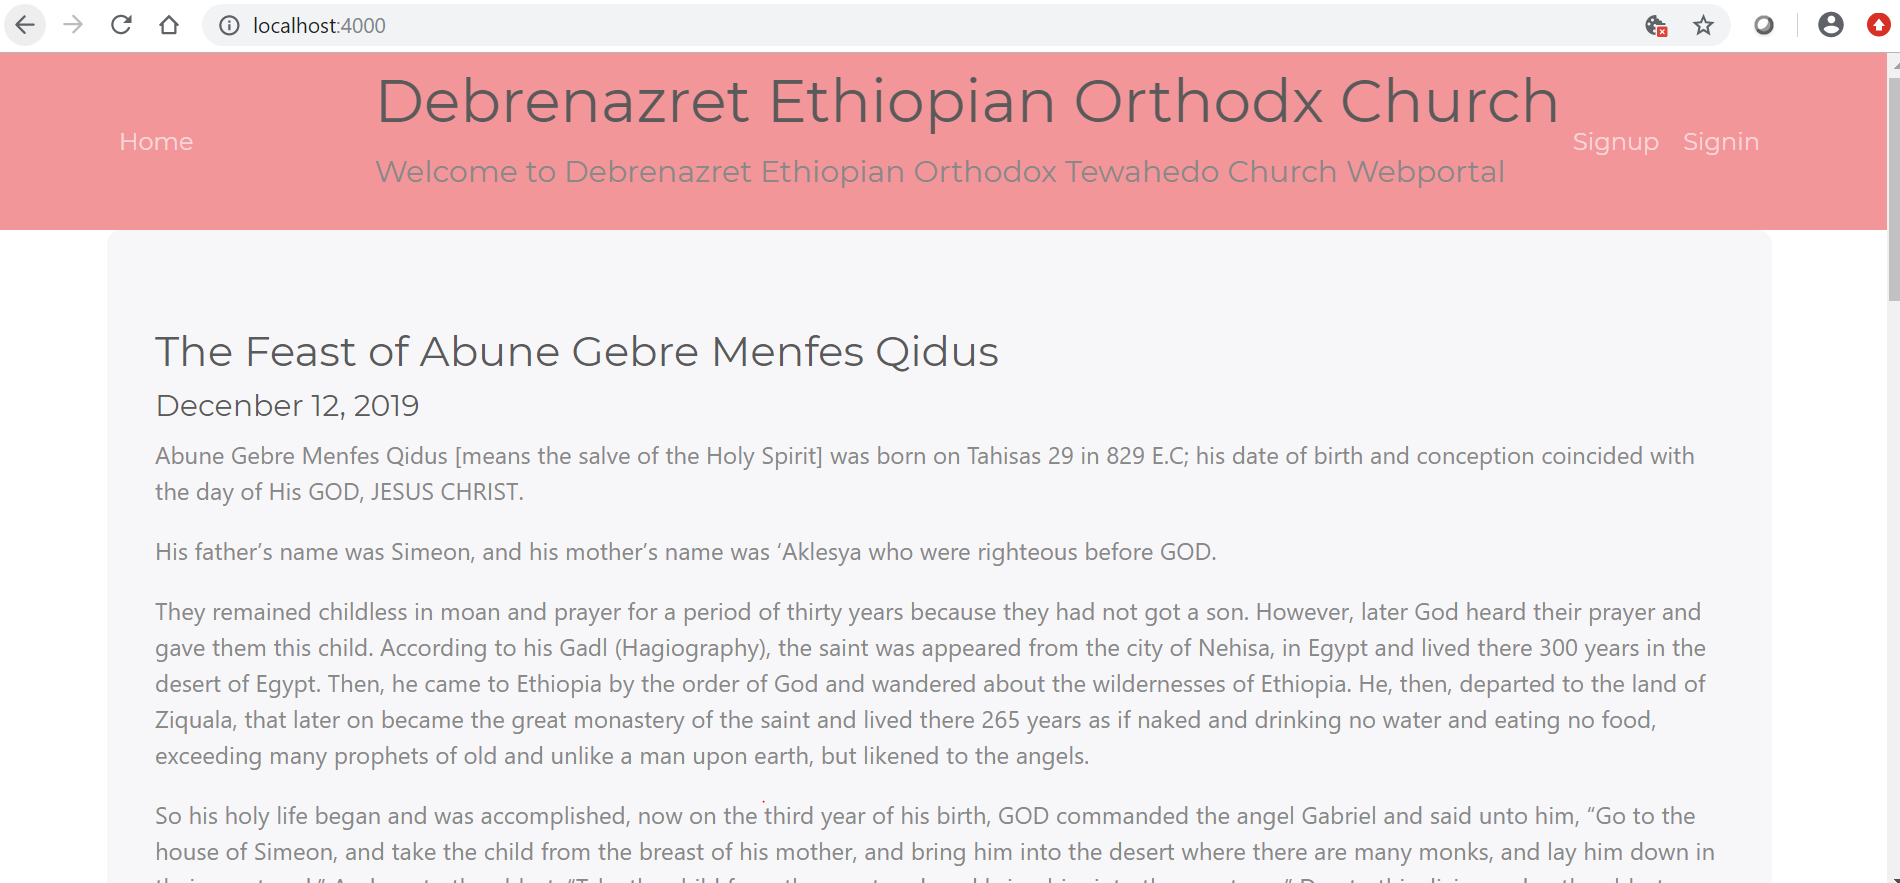 localhost:4000
Debrenazret Ethiopian Orthodx Church
Home
Signup Signin
Welcome to Debrenazret Ethiopian Orthodox Tewahedo Church Webportal
The Feast of Abune Gebre Menfes Qidus
Decenber 12, 2019
Abune Gebre Menfes Qidus [means the salve of the Holy Spirit] was born on Tahisas 29 in 829 E.C; his date of birth and conception coincided with
the day of His GOD, JESUS CHRIST.
His father’s name was Simeon, and his mother’s name was ‘Aklesya who were righteous before GOD.
They remained childless in moan and prayer for a period of thirty years because they had not got a son. However, later God heard their prayer and
gave them this child. According to his Gadl (Hagiography), the saint was appeared from the city of Nehisa, in Egypt and lived there 300 years in the
desert of Egypt. Then, he came to Ethiopia by the order of God and wandered about the wildernesses of Ethiopia. He, then, departed to the land of
Ziquala, that later on became the great monastery of the saint and lived there 265 years as if naked and drinking no water and eating no food,
exceeding many prophets of old and unlike a man upon earth, but likened to the angels.
So his holy life began and was accomplished, now on the third year of his birth, GOD commanded the angel Gabriel and said unto him, “Go to the
house of Simeon, and take the child from the breast of his mother, and bring him into the desert where there are many monks, and lay him down in